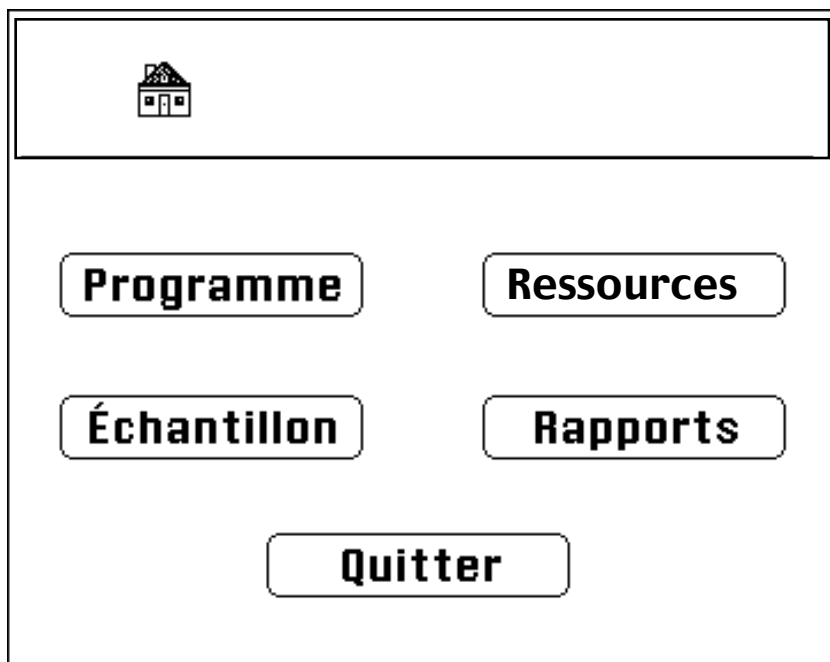 Programme
Ressources
Échantillon
Rapports
Quitter